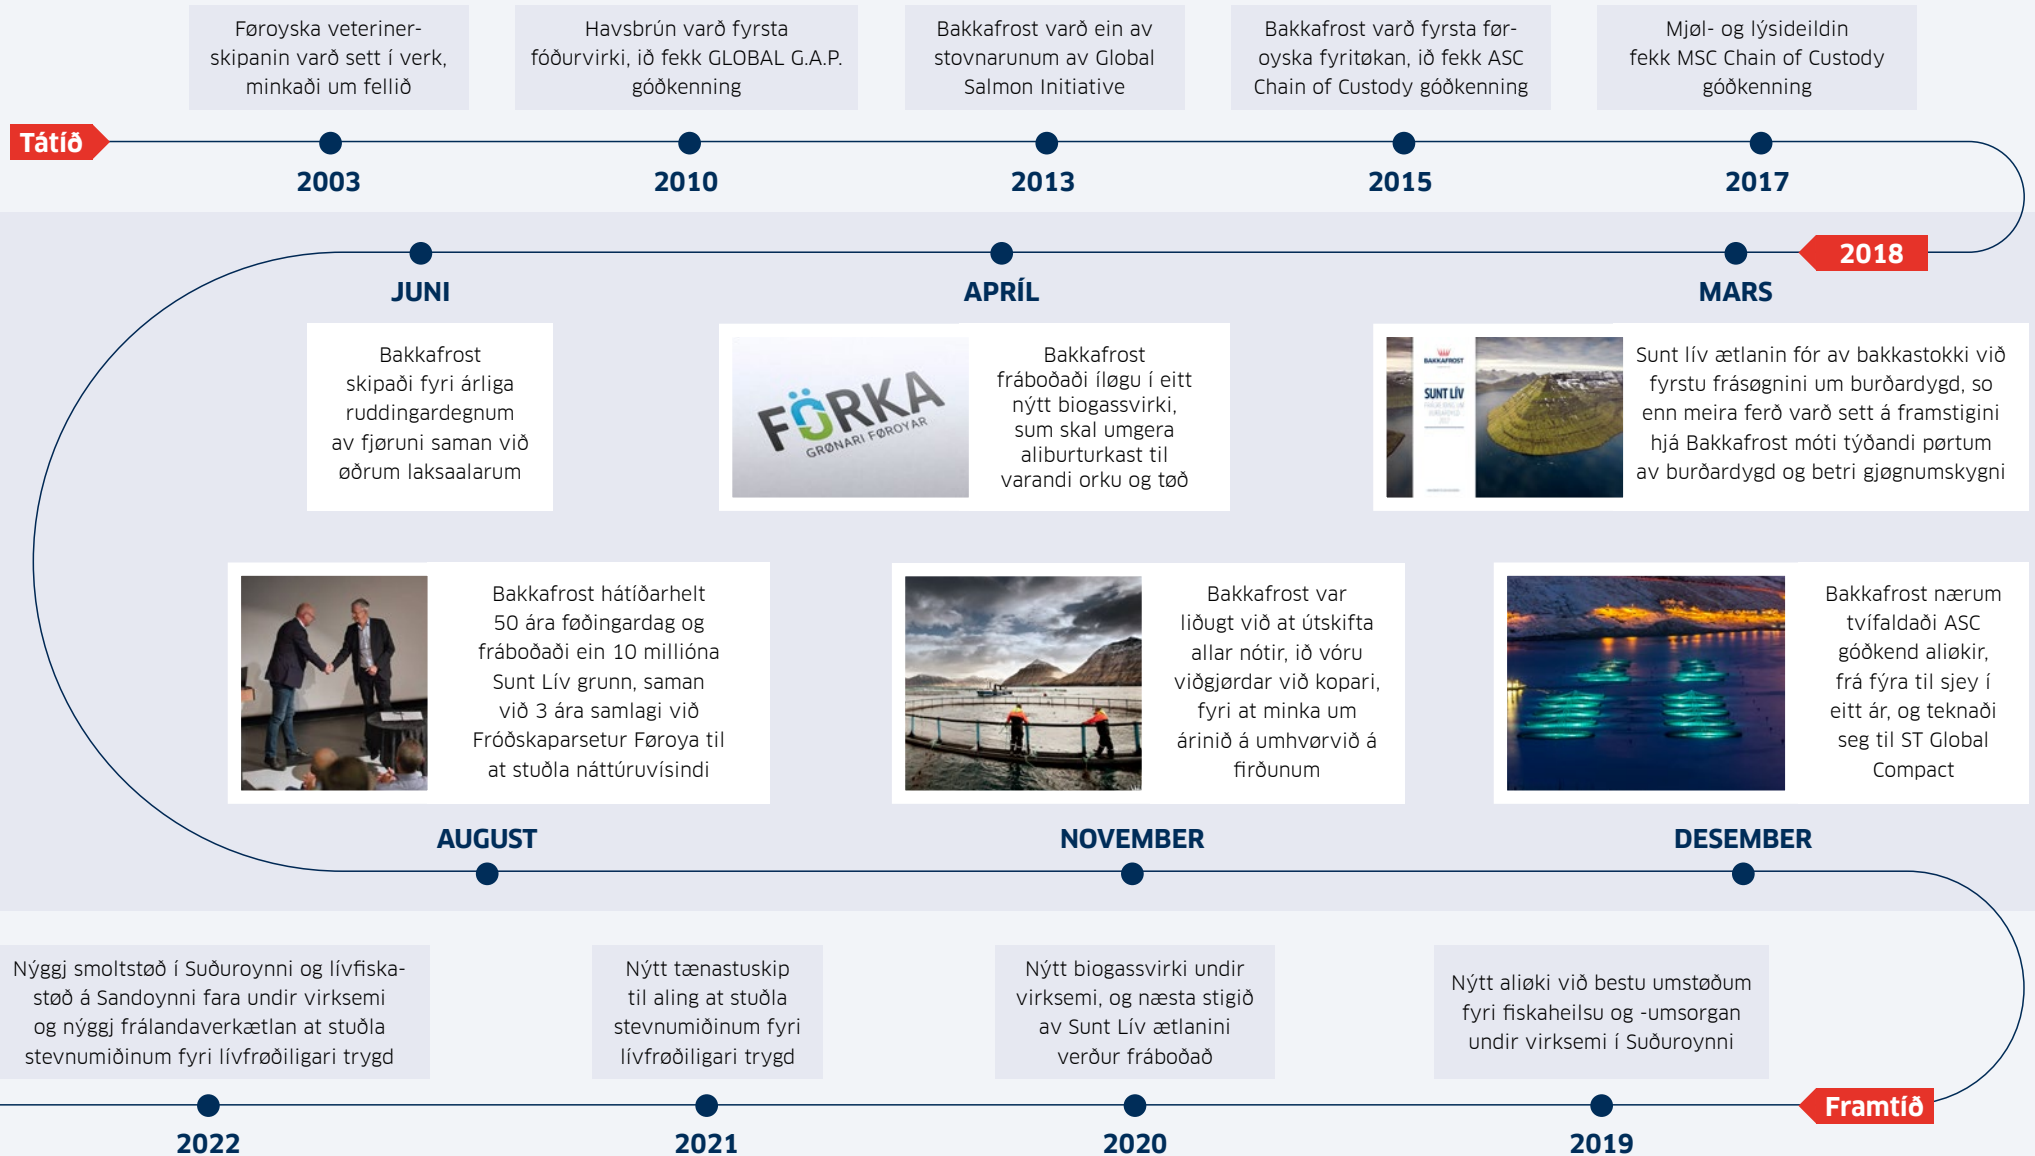 Føroyska veteriner-
skipanin varð sett í verk,
minkaði um fellið
Havsbrún varð fyrsta
fóðurvirki, ið fekk GLOBAL G.A.P.
góðkenning
Bakkafrost varð ein av
stovnarunum av Global
Salmon Initiative
Bakkafrost varð fyrsta før-
oyska fyritøkan, ið fekk ASC
Chain of Custody góðkenning
Mjøl- og lýsideildin
fekk MSC Chain of Custody
góðkenning
Tátíð
2003
2010
2013
2015
2017
2018
MARS
BAKKAFROST
SUNT LÍV
Sunt lív ætlanin fór av bakkastokki við
fyrstu frásøgnini um burðardygd, so
enn meira ferð varð sett á framstigini
hjá Bakkafrost móti týðandi pørtum
av burðardygd og betri gjøgnumskygni
APRÍL
FÖRKA
GRØNARI FØROYAR
Bakkafrost
fráboðaði íløgu í eitt
nýtt biogassvirki,
sum skal umgera
aliburturkast til
varandi orku og tøð
JUNI
Bakkafrost
skipaði fyri árliga
ruddingardegnum
av fjøruni saman við
øðrum laksaalarum
Bakkafrost hátíðarhelt
50 ára føðingardag og
fráboðaði ein 10 millióna
Sunt Lív grunn, saman
við 3 ára samlagi við
Fróðskaparsetur Føroya til
at stuðla náttúruvísindi
AUGUST
Bakkafrost var
liðugt við at útskifta
allar nótir, ið vóru
viðgjørdar við kopari,
fyri at minka um
árinið á umhvørvið á
firðunum
NOVEMBER
Bakkafrost nærum
tvífaldaði ASC
góðkend aliøkir,
frá fýra til sjey í
eitt ár, og teknaði
seg til ST Global
Compact
DESEMBER
Framtíð
Nýtt aliøki við bestu umstøðum
fyri fiskaheilsu og -umsorgan
undir virksemi í Suðuroynni
2019
Nýtt biogassvirki undir
virksemi, og næsta stigið
av Sunt Lív ætlanini
verður fráboðað
2020
Nýtt tænastuskip
til aling at stuðla
stevnumiðinum fyri
lívfrøðiligari trygd
2021
Nýggj smoltstøð í Suðuroynni og lívfiska-
støð á Sandoynni fara undir virksemi
og nýggj frálandaverkætlan at stuðla
stevnumiðinum fyri lívfrøðiligari trygd
2022